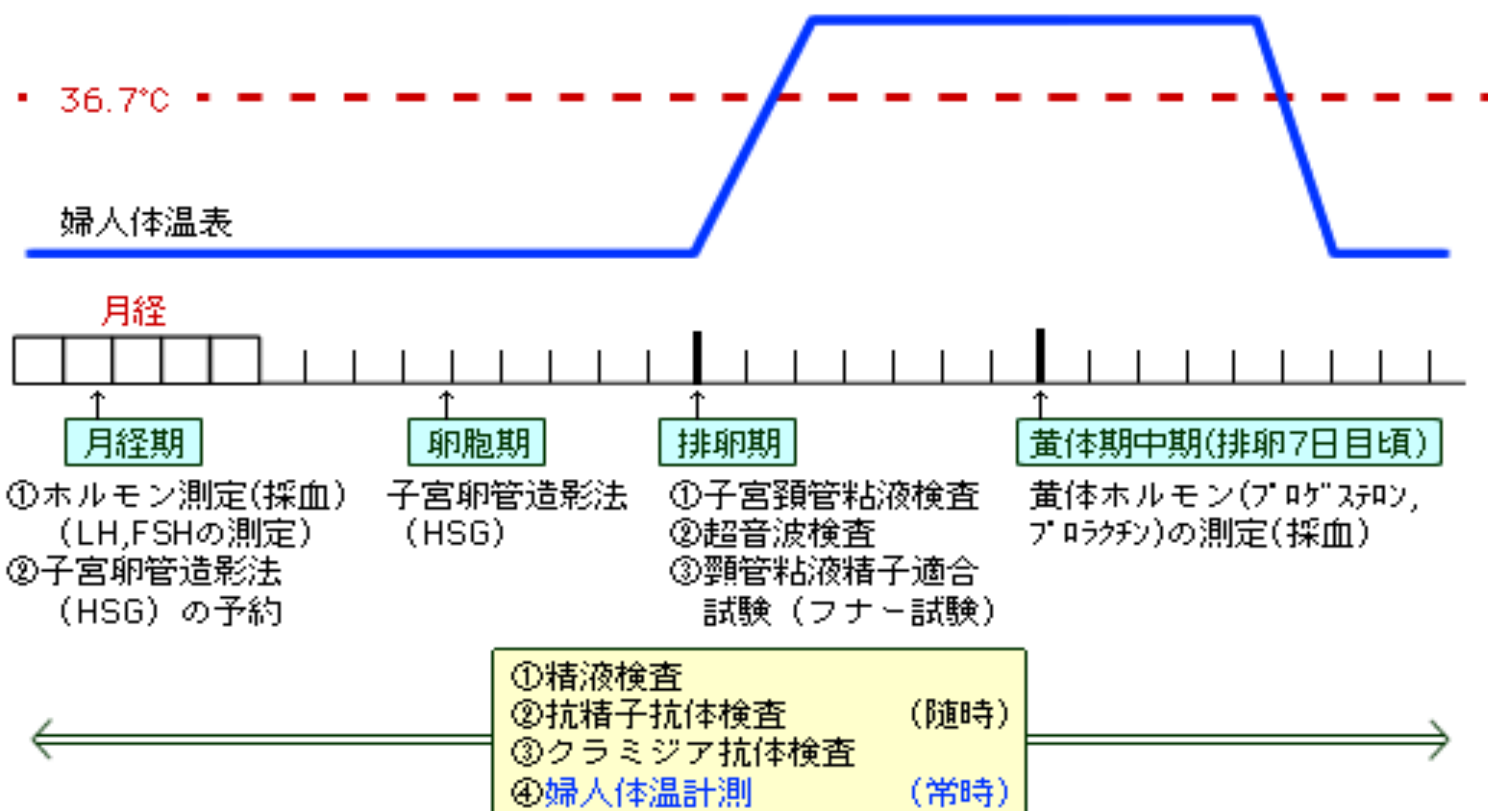 36.7℃
婦人体温表
月経
月経期
①ホルモン測定(採血)
(LH,FSHの測定)
②子宮卵管造影法
(HSG)の予約
卵胞期
子宮卵管造影法
(HSG)
排卵期
①子宮頚管粘液検査
②超音波検査
③頸管粘液精子適合
試験(フナー試験)
黄体期中期(排卵7日目頃)
黄体ホルモン(プロゲステロン,
プロラクチン)の測定(採血)
①精液検査
②抗精子抗体検査 (随時)
③クラミジア抗体検査
④婦人体温計測 (常時)